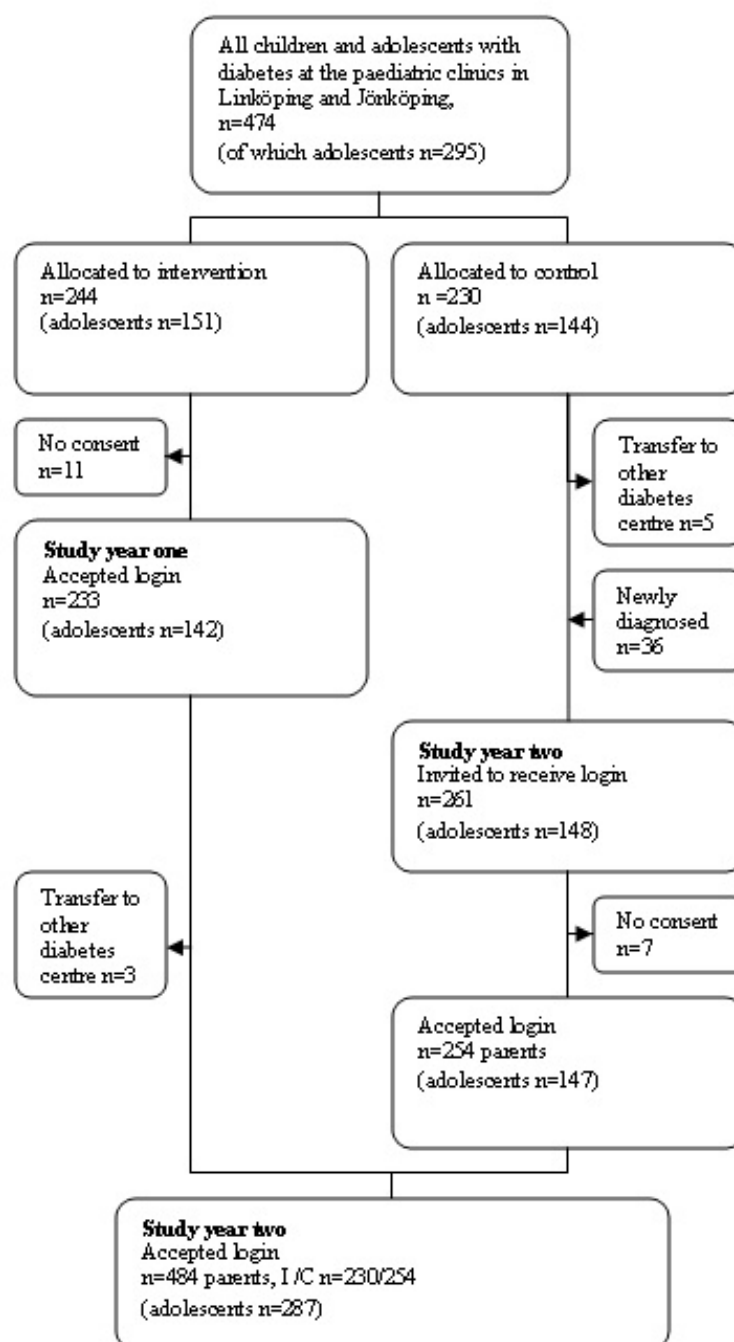 All children and adolescents with
diabetes at the paediatric clinics in
Linköping and Jönköping,
n=474
(of which adolescents n=295)
Allocated to intervention
n=244
(adolescents n=151)
Allocated to control
n =230
(adolescents n=144)
No consent
n=11
Transfer to
other
diabetes
centre n=5
Study year one
Accepted login
n=233
(adolescents n=142)
Newly
diagnosed
n=36
Study year two
Invited to receive login
n=261
(adolescents n=148)
Transfer to
other
diabetes
centre n=3
No consent
n=7
Accepted login
n=254 parents
(adolescents n=147)
Study year two
Accepted login
n=484 parents, I /C n=230/254
(adolescents n=287)